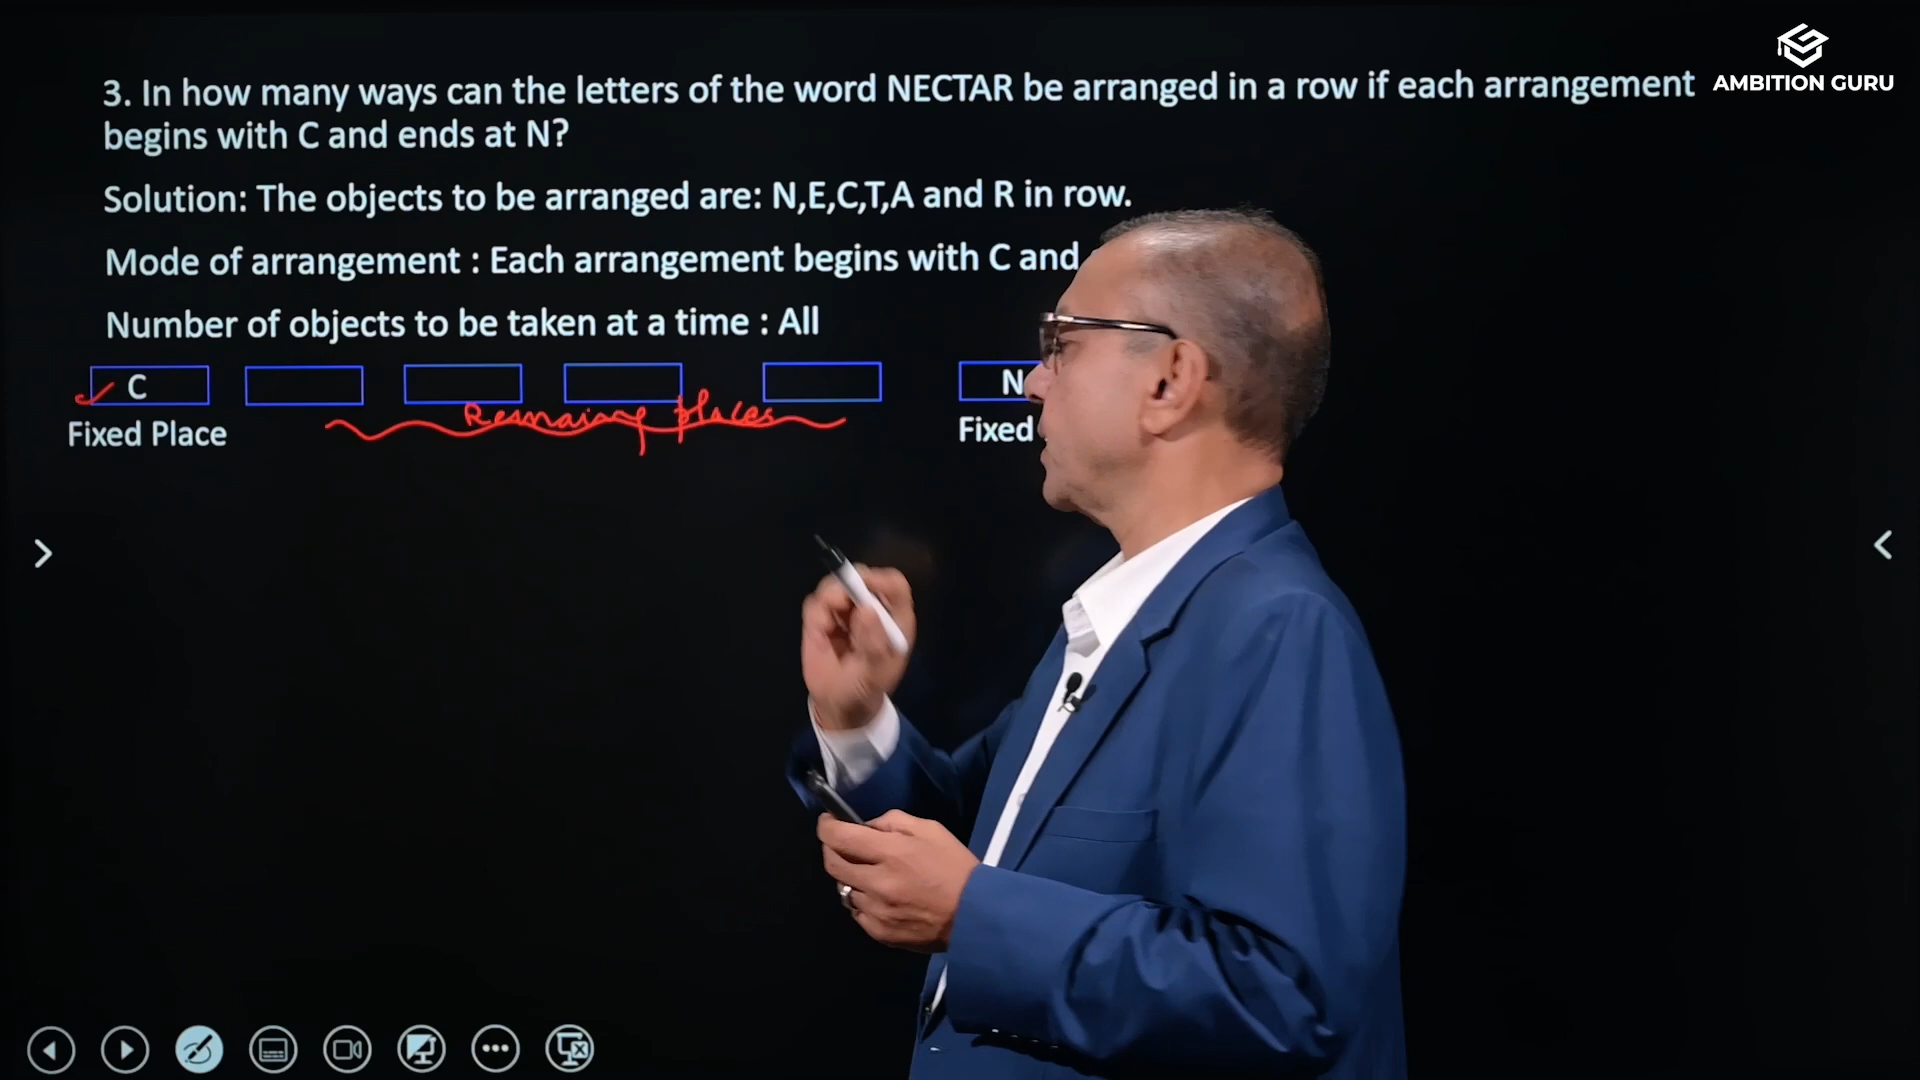 AMBITION GURU
3. In how many ways can the letters of the word NECTAR be arranged in a row if each arrangement
begins with C and ends at N?
Solution: The objects to be arranged are: N,E,C,T,A and R in row.
Mode of arrangement : Each arrangement begins with C and
Number of objects to be taken at a time : All
C N
Remaining places
Fixed Place Fixed